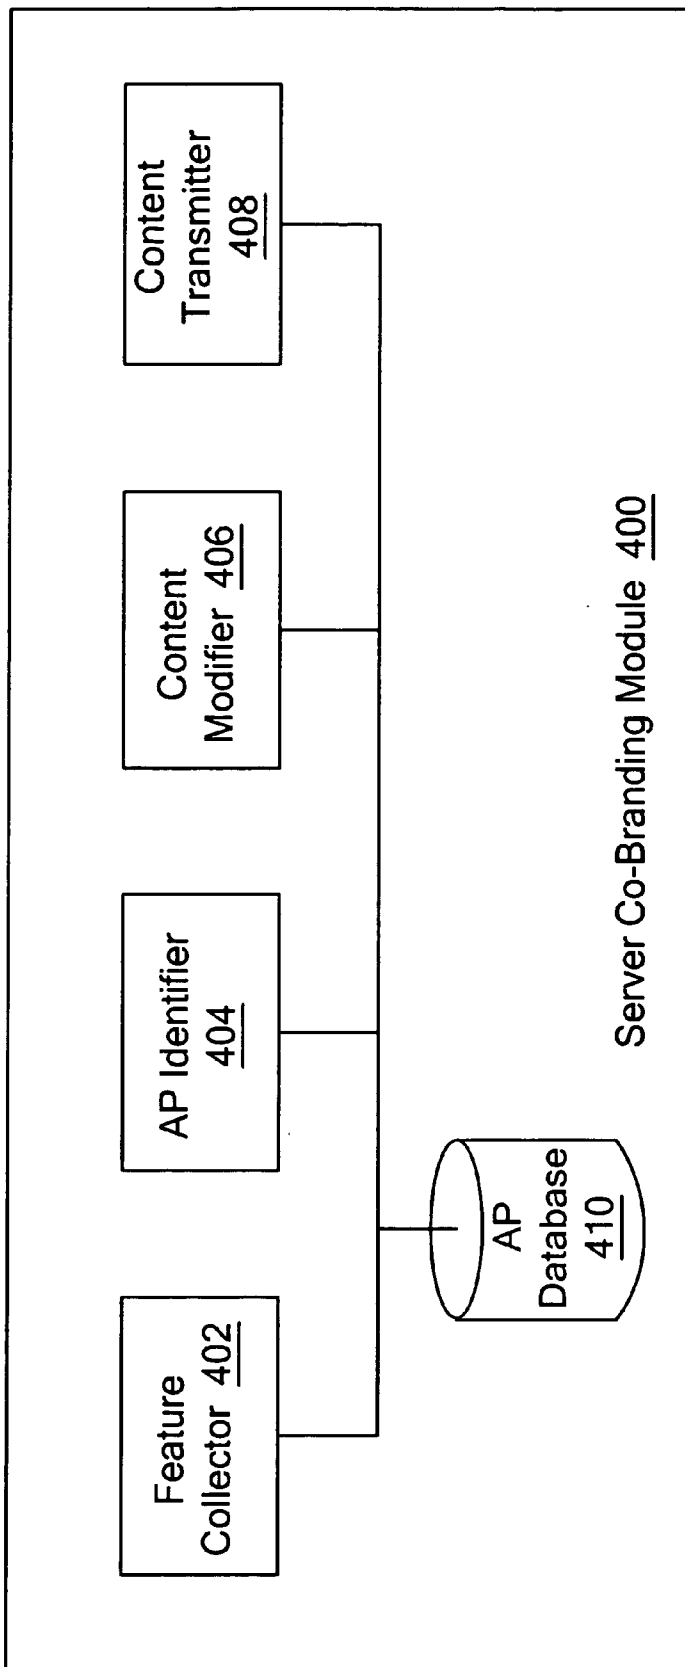 Feature
Collector 402
AP Identifier
404
Content
Modifier 406
Content
Transmitter
408
AP
Database
410
Server Co-Branding Module 400